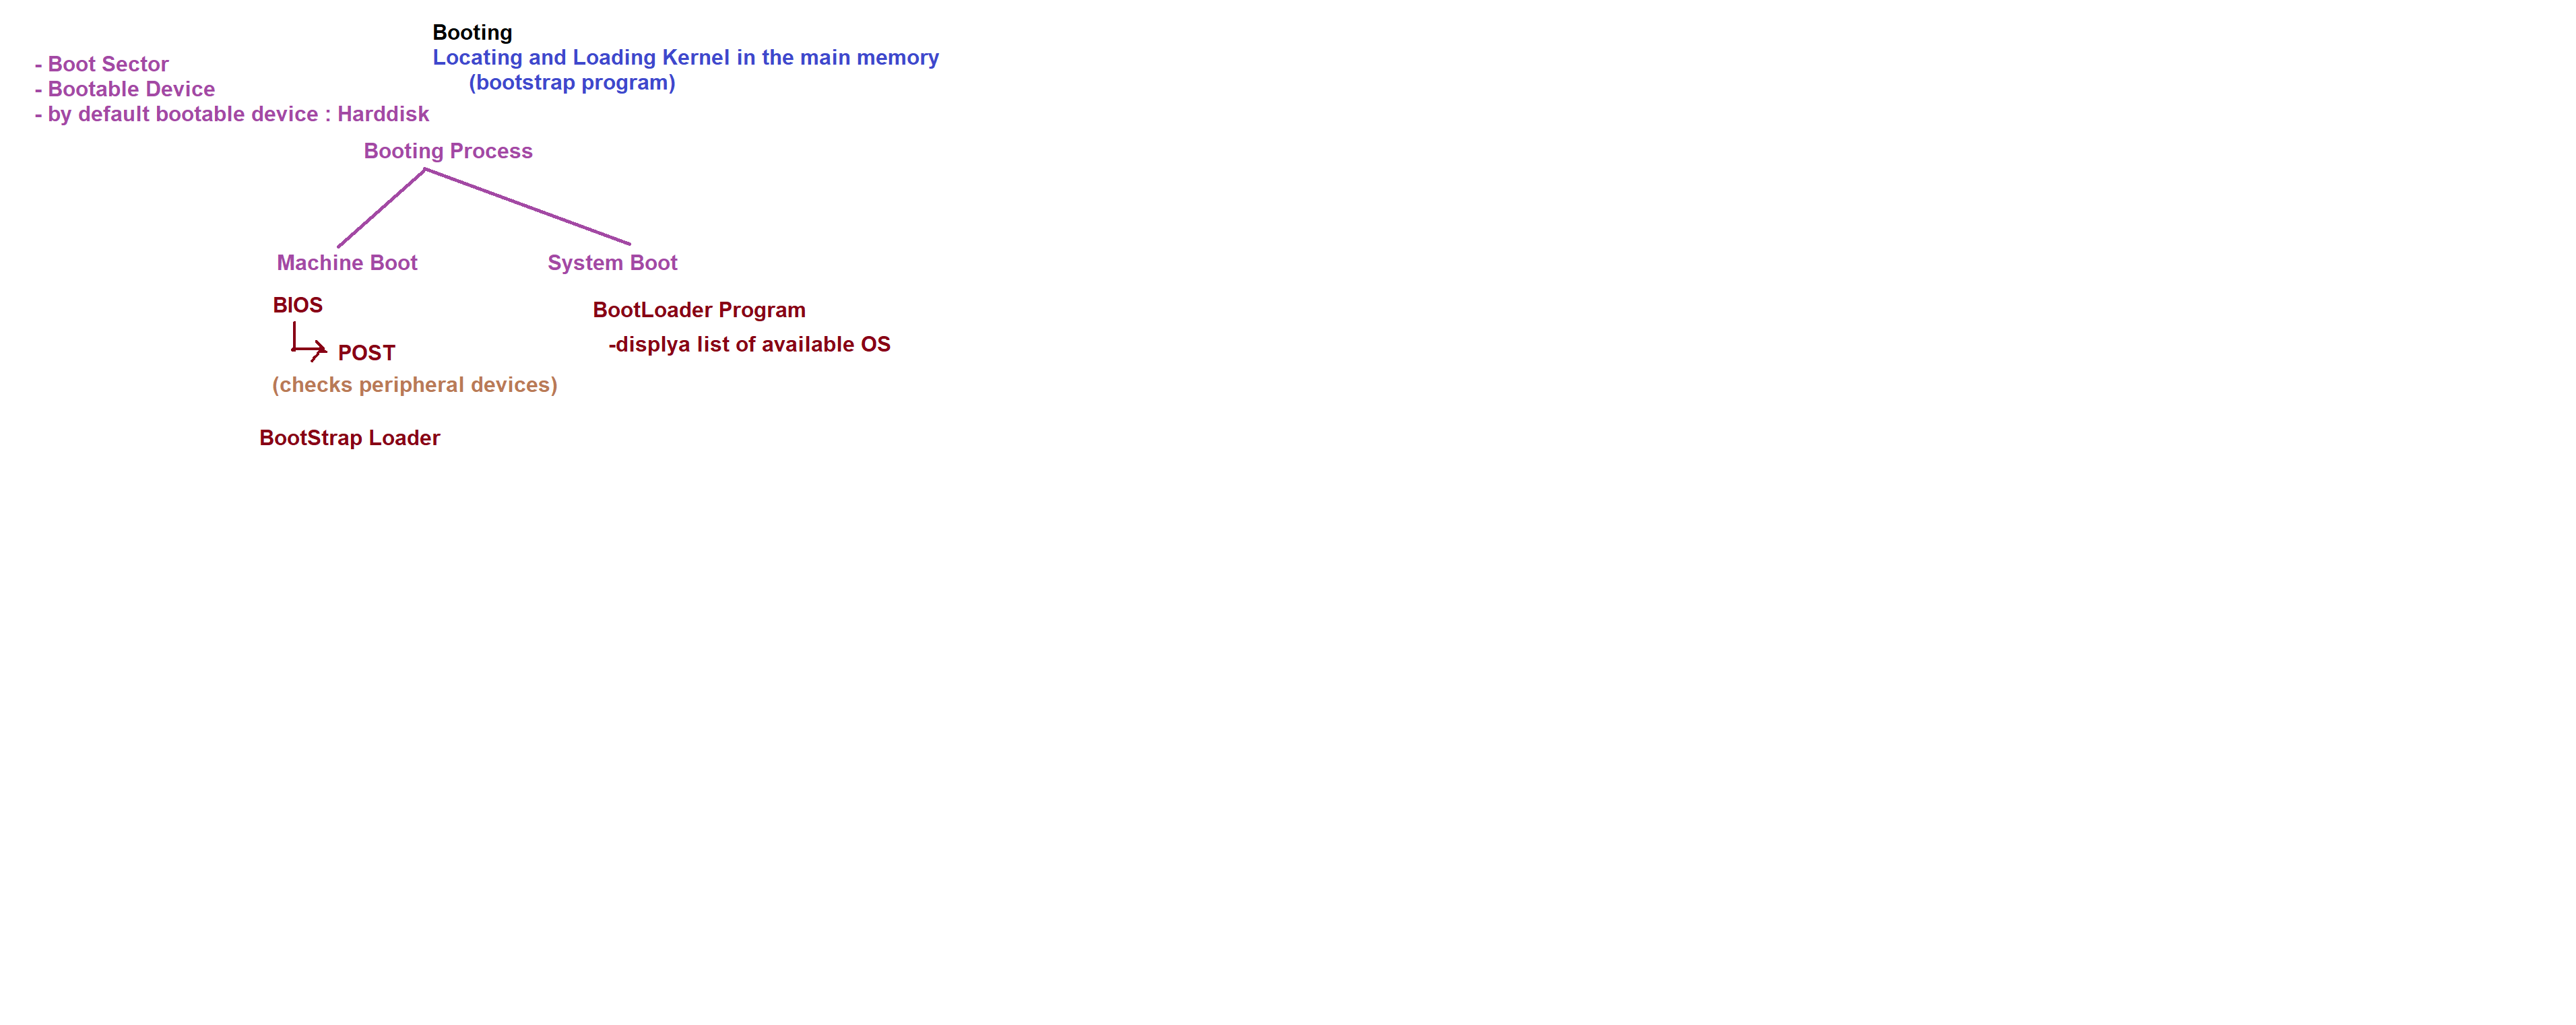 Booting
Locating and Loading Kernel in the main memory
(bootstrap program)
- Boot Sector
- Bootable Device
- by default bootable device : Harddisk
Booting Process
Machine Boot
System Boot
BIOS
POST
(checks peripheral devices)
BootStrap Loader
BootLoader Program
-displya list of available OS